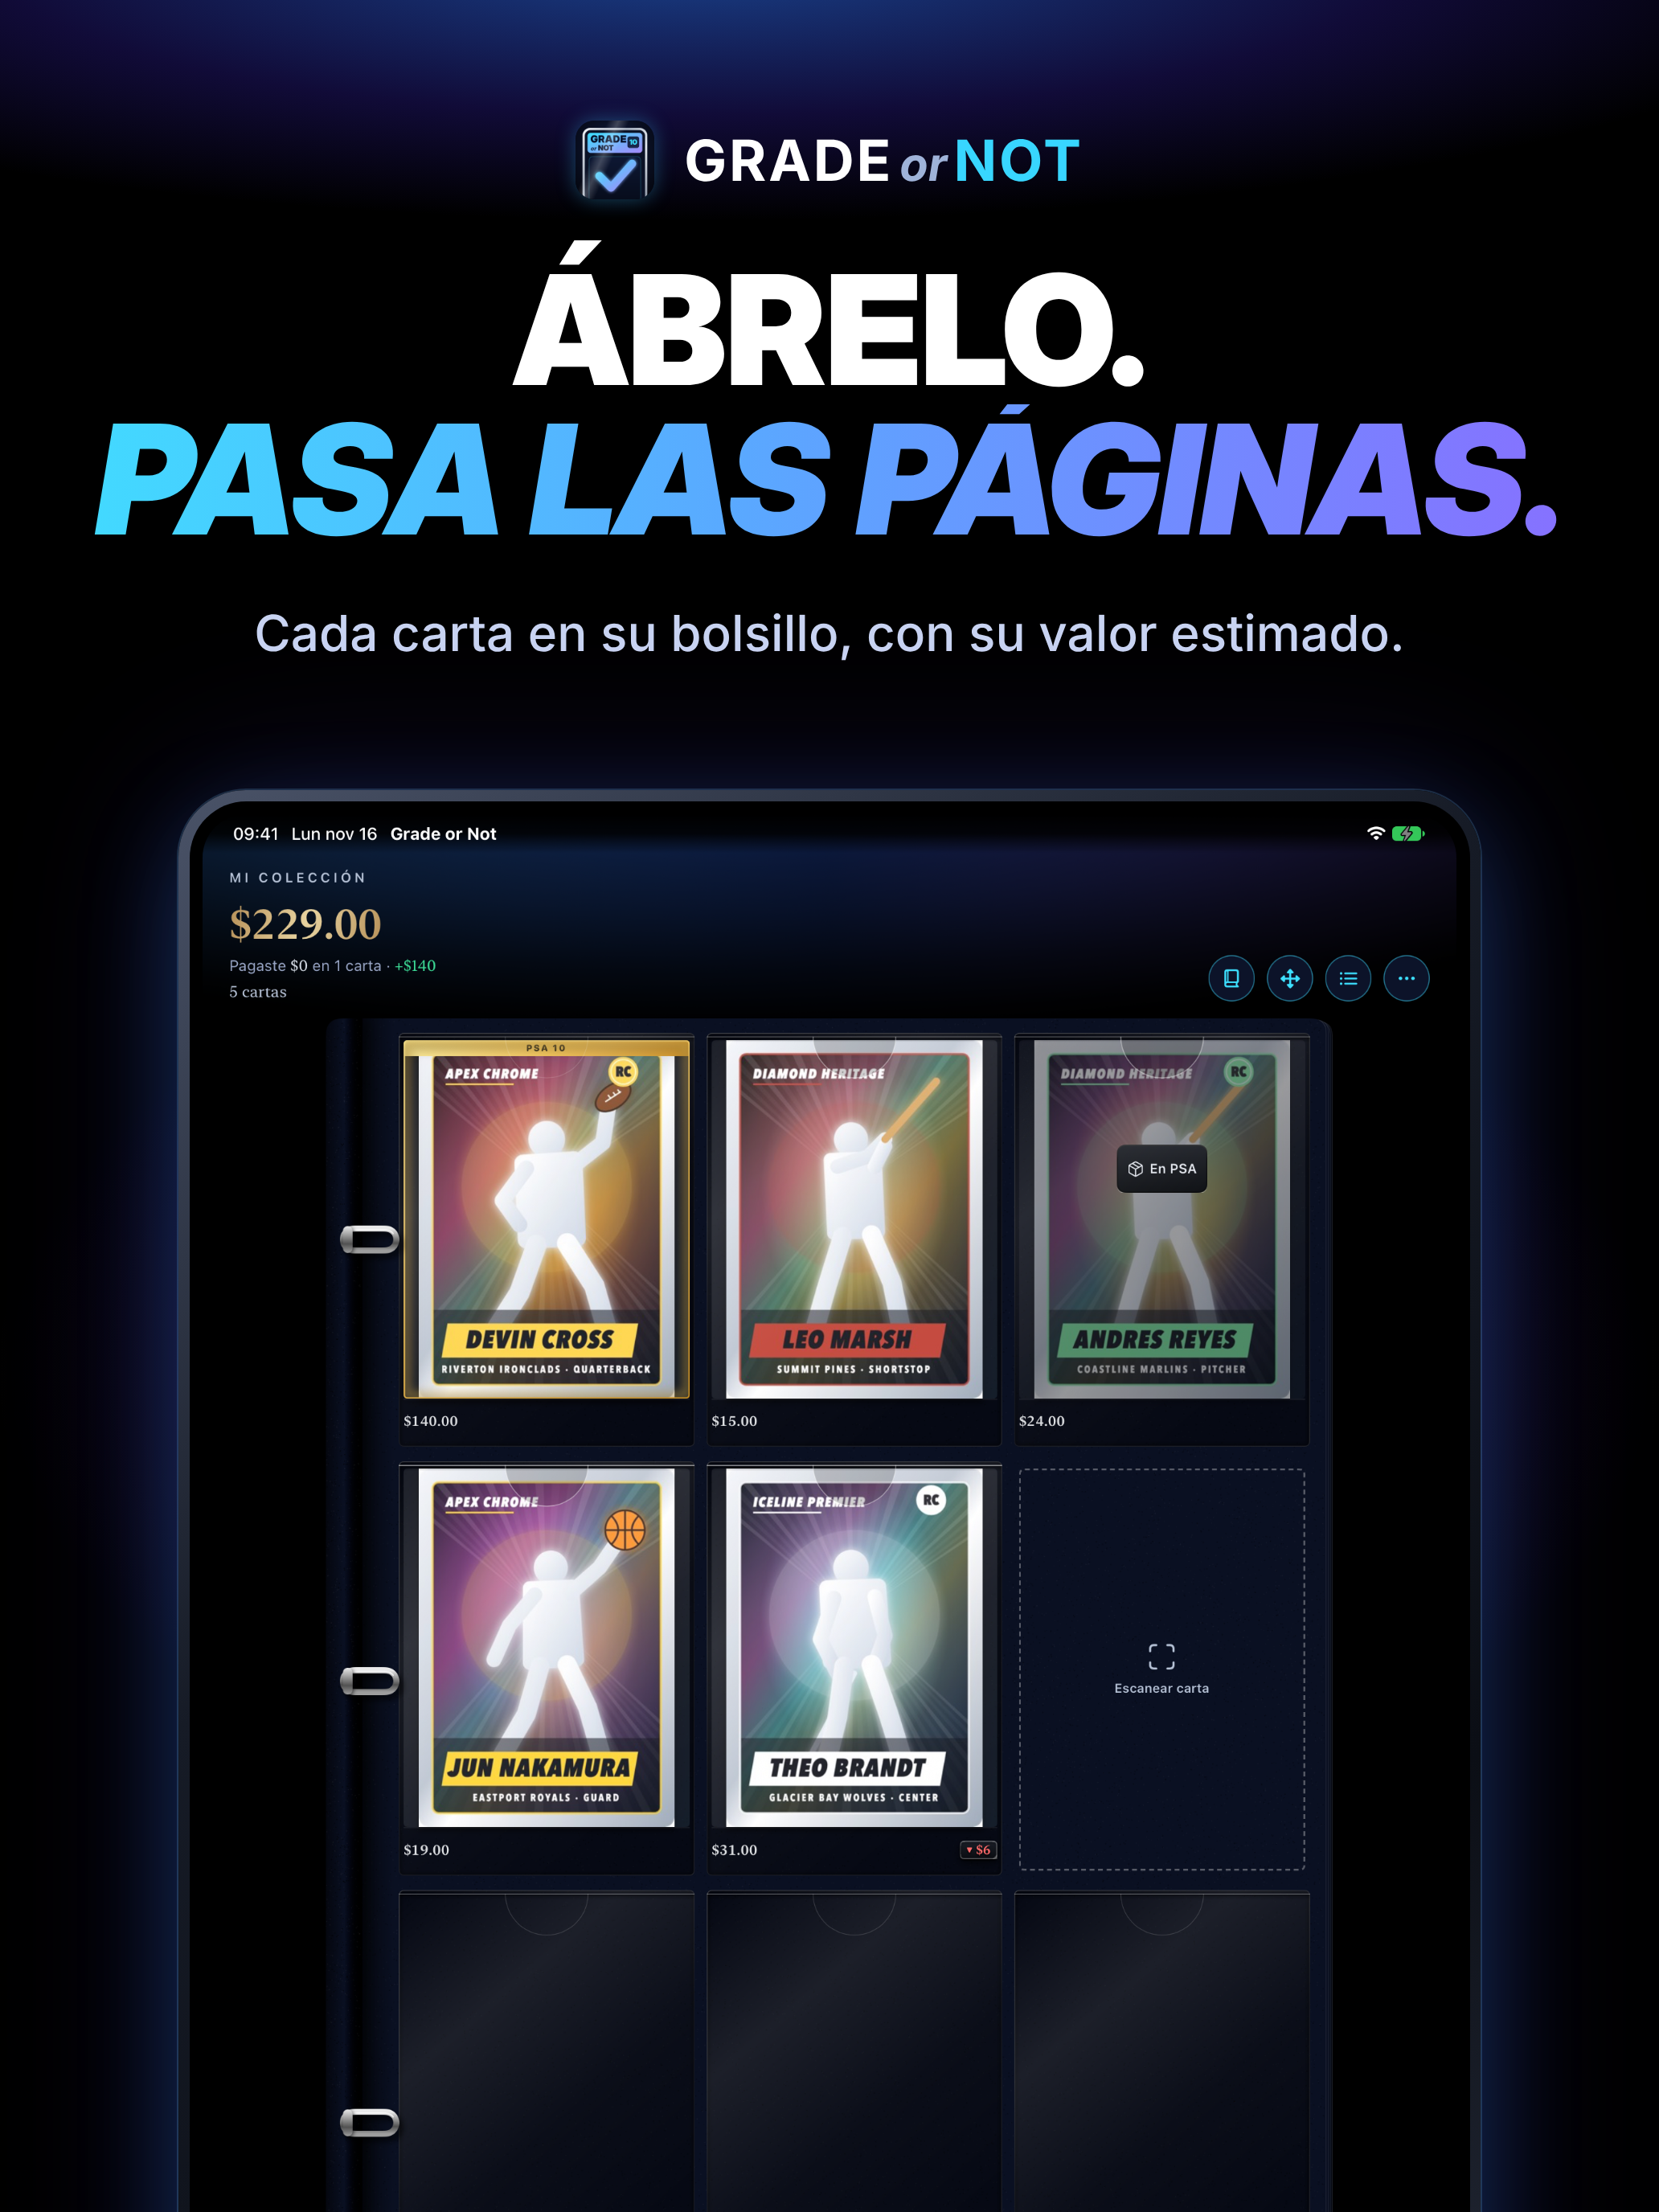 GRADE or NOT 10
GRADE or NOT
ÁBRELO.
PASA LAS PÁGINAS.
Cada carta en su bolsillo, con su valor estimado.
09:41 Lun nov 16 Grade or Not
MI COLECCIÓN
$229.00
Pagaste $0 en 1 carta · +$140
5 cartas
PSA 10
APEX CHROME RC
DEVIN CROSS
RIVERTON IRONCLADS · QUARTERBACK
$140.00
DIAMOND HERITAGE
LEO MARSH
SUMMIT PINES · SHORTSTOP
$15.00
DIAMOND HERITAGE RC
En PSA
ANDRES REYES
COASTLINE MARLINS · PITCHER
$24.00
APEX CHROME
JUN NAKAMURA
EASTPORT ROYALS · GUARD
$19.00
ICELINE PREMIER RC
THEO BRANDT
GLACIER BAY WOLVES · CENTER
$31.00 ▼ $6
Escanear carta